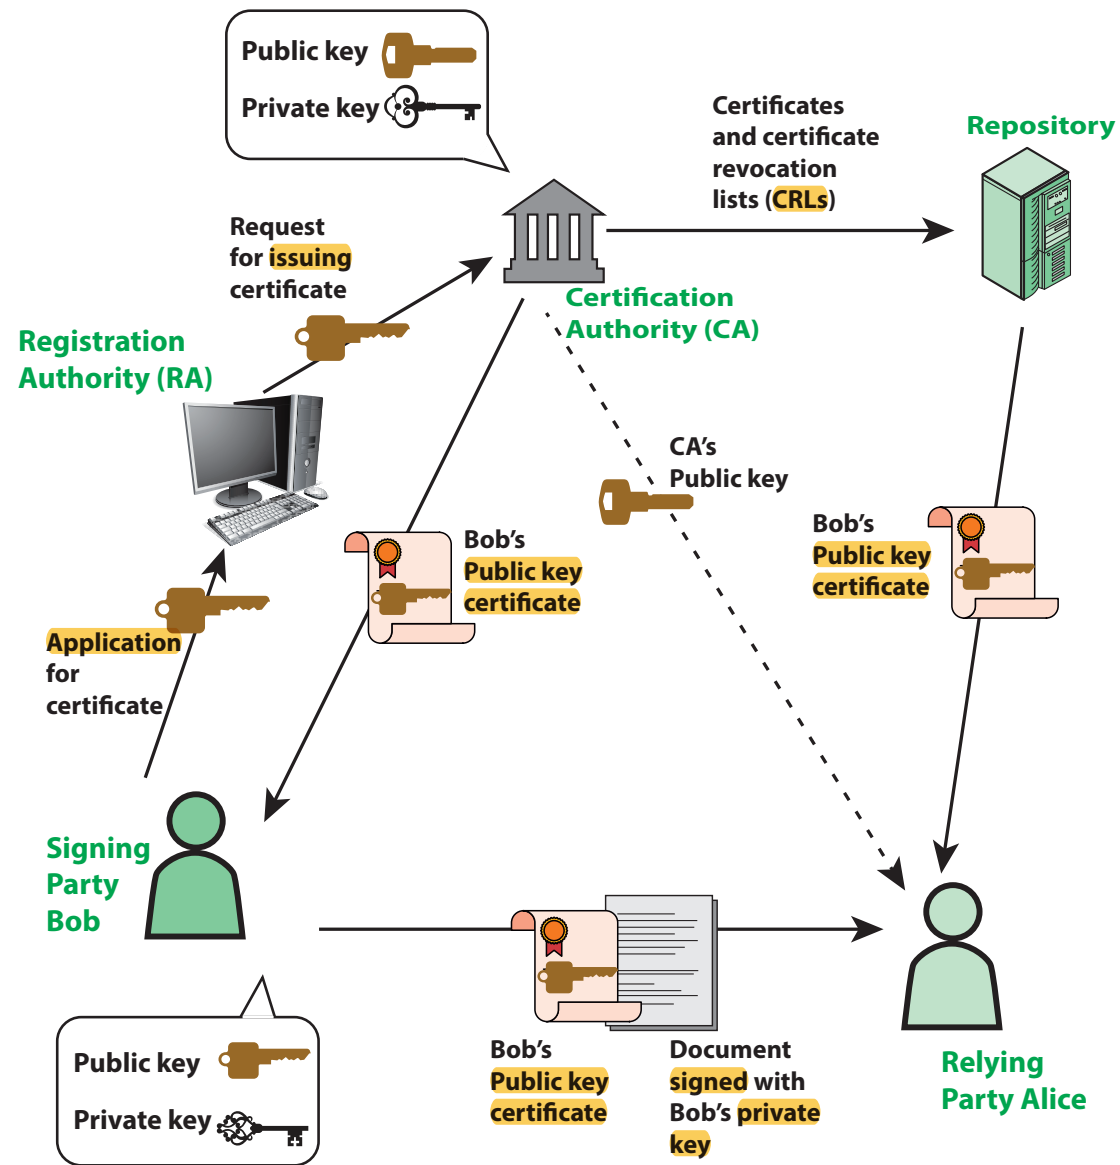 Public key
Private key
Certificates
and certificate
revocation
lists (CRLs)
Repository
Request
for issuing
certificate
Certification
Authority (CA)
Registration
Authority (RA)
CA's
Public key
Bob's
Public key
certificate
Bob's
Public key
certificate
Application
for
certificate
Signing
Party
Bob
Public key
Private key
Bob's
Public key
certificate
Document
signed with
Bob's private
key
Relying
Party Alice